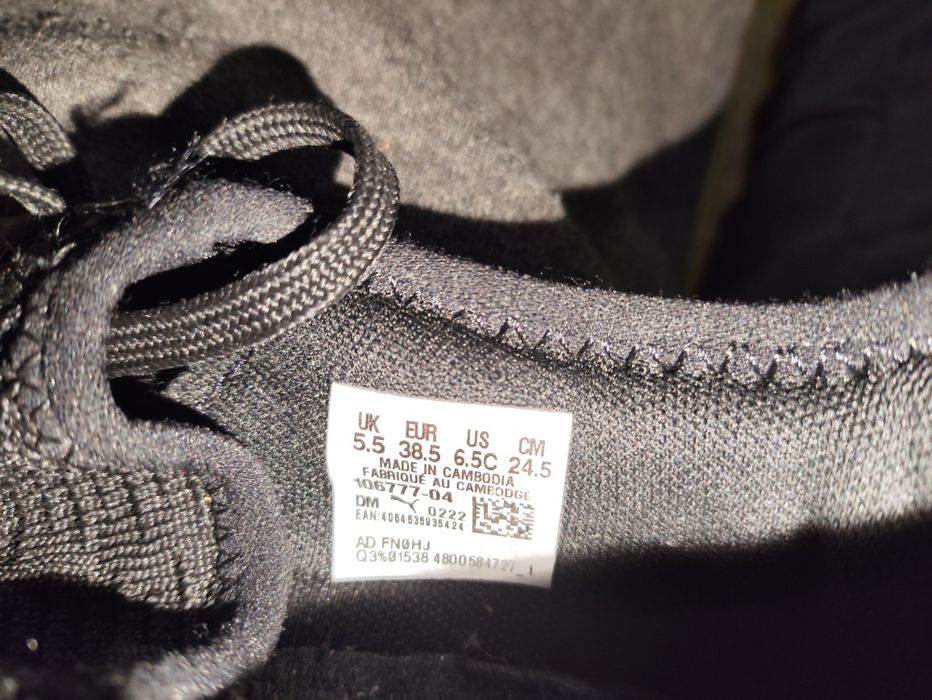 UK EUR US CM
5.5 38.5 6.5C 24.5
MADE IN CAMBODIA
FABRIQUÉ AU CAMBODGE
106777-04
DM 0222
EAN:4064535935424
AD FN0HJ
Q3%01538 4800584727_1